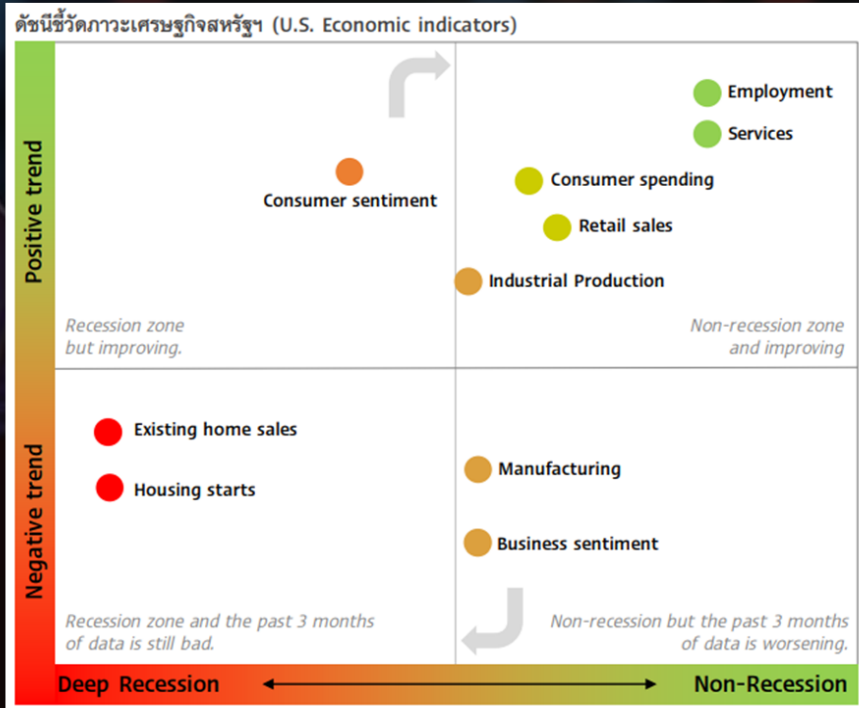 ดัชนีชี้วัดภาวะเศรษฐกิจสหรัฐฯ (U.S. Economic indicators)
Positive trend
Employment
Services
Consumer sentiment
Consumer spending
Retail sales
Industrial Production
Recession zone
but improving.
Non-recession zone
and improving
Negative trend
Existing home sales
Housing starts
Manufacturing
Business sentiment
Recession zone and the past 3 months
of data is still bad.
Non-recession but the past 3 months
of data is worsening.
Deep Recession
Non-Recession